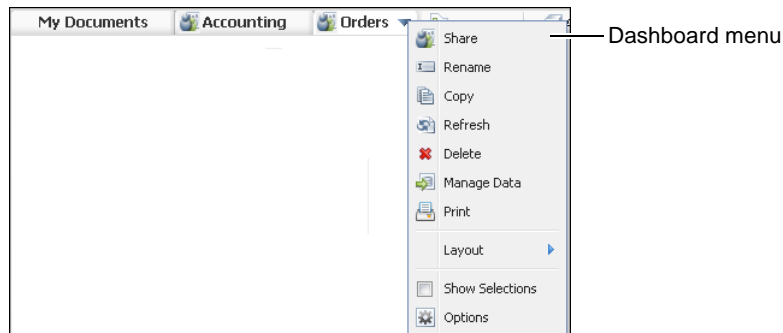 My Documents Accounting Orders
Share
Dashboard menu
Rename
Copy
Refresh
Delete
Manage Data
Print
Layout
Show Selections
Options